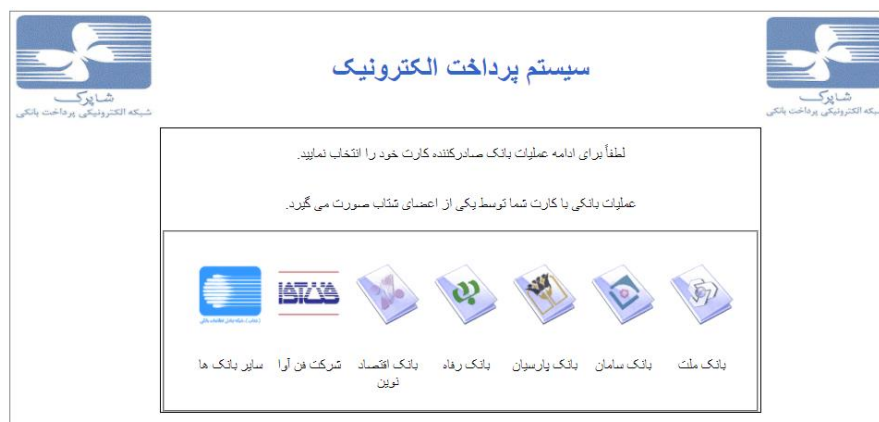 شاپرک
شبکه الکترونیکی پرداخت بانکی
سیستم پرداخت الکترونیک
شاپرک
شبکه الکترونیکی پرداخت بانکی
لطفاً برای ادامه عملیات بانک صادرکننده کارت خود را انتخاب نمایید.
عملیات بانکی با کارت شما توسط یکی از اعضای شتاب صورت می گیرد.
فن آوا
بانک ملت
بانک سامان
بانک پارسیان
بانک رفاه
بانک اقتصاد
نوین
شرکت فن آوا
سایر بانک ها